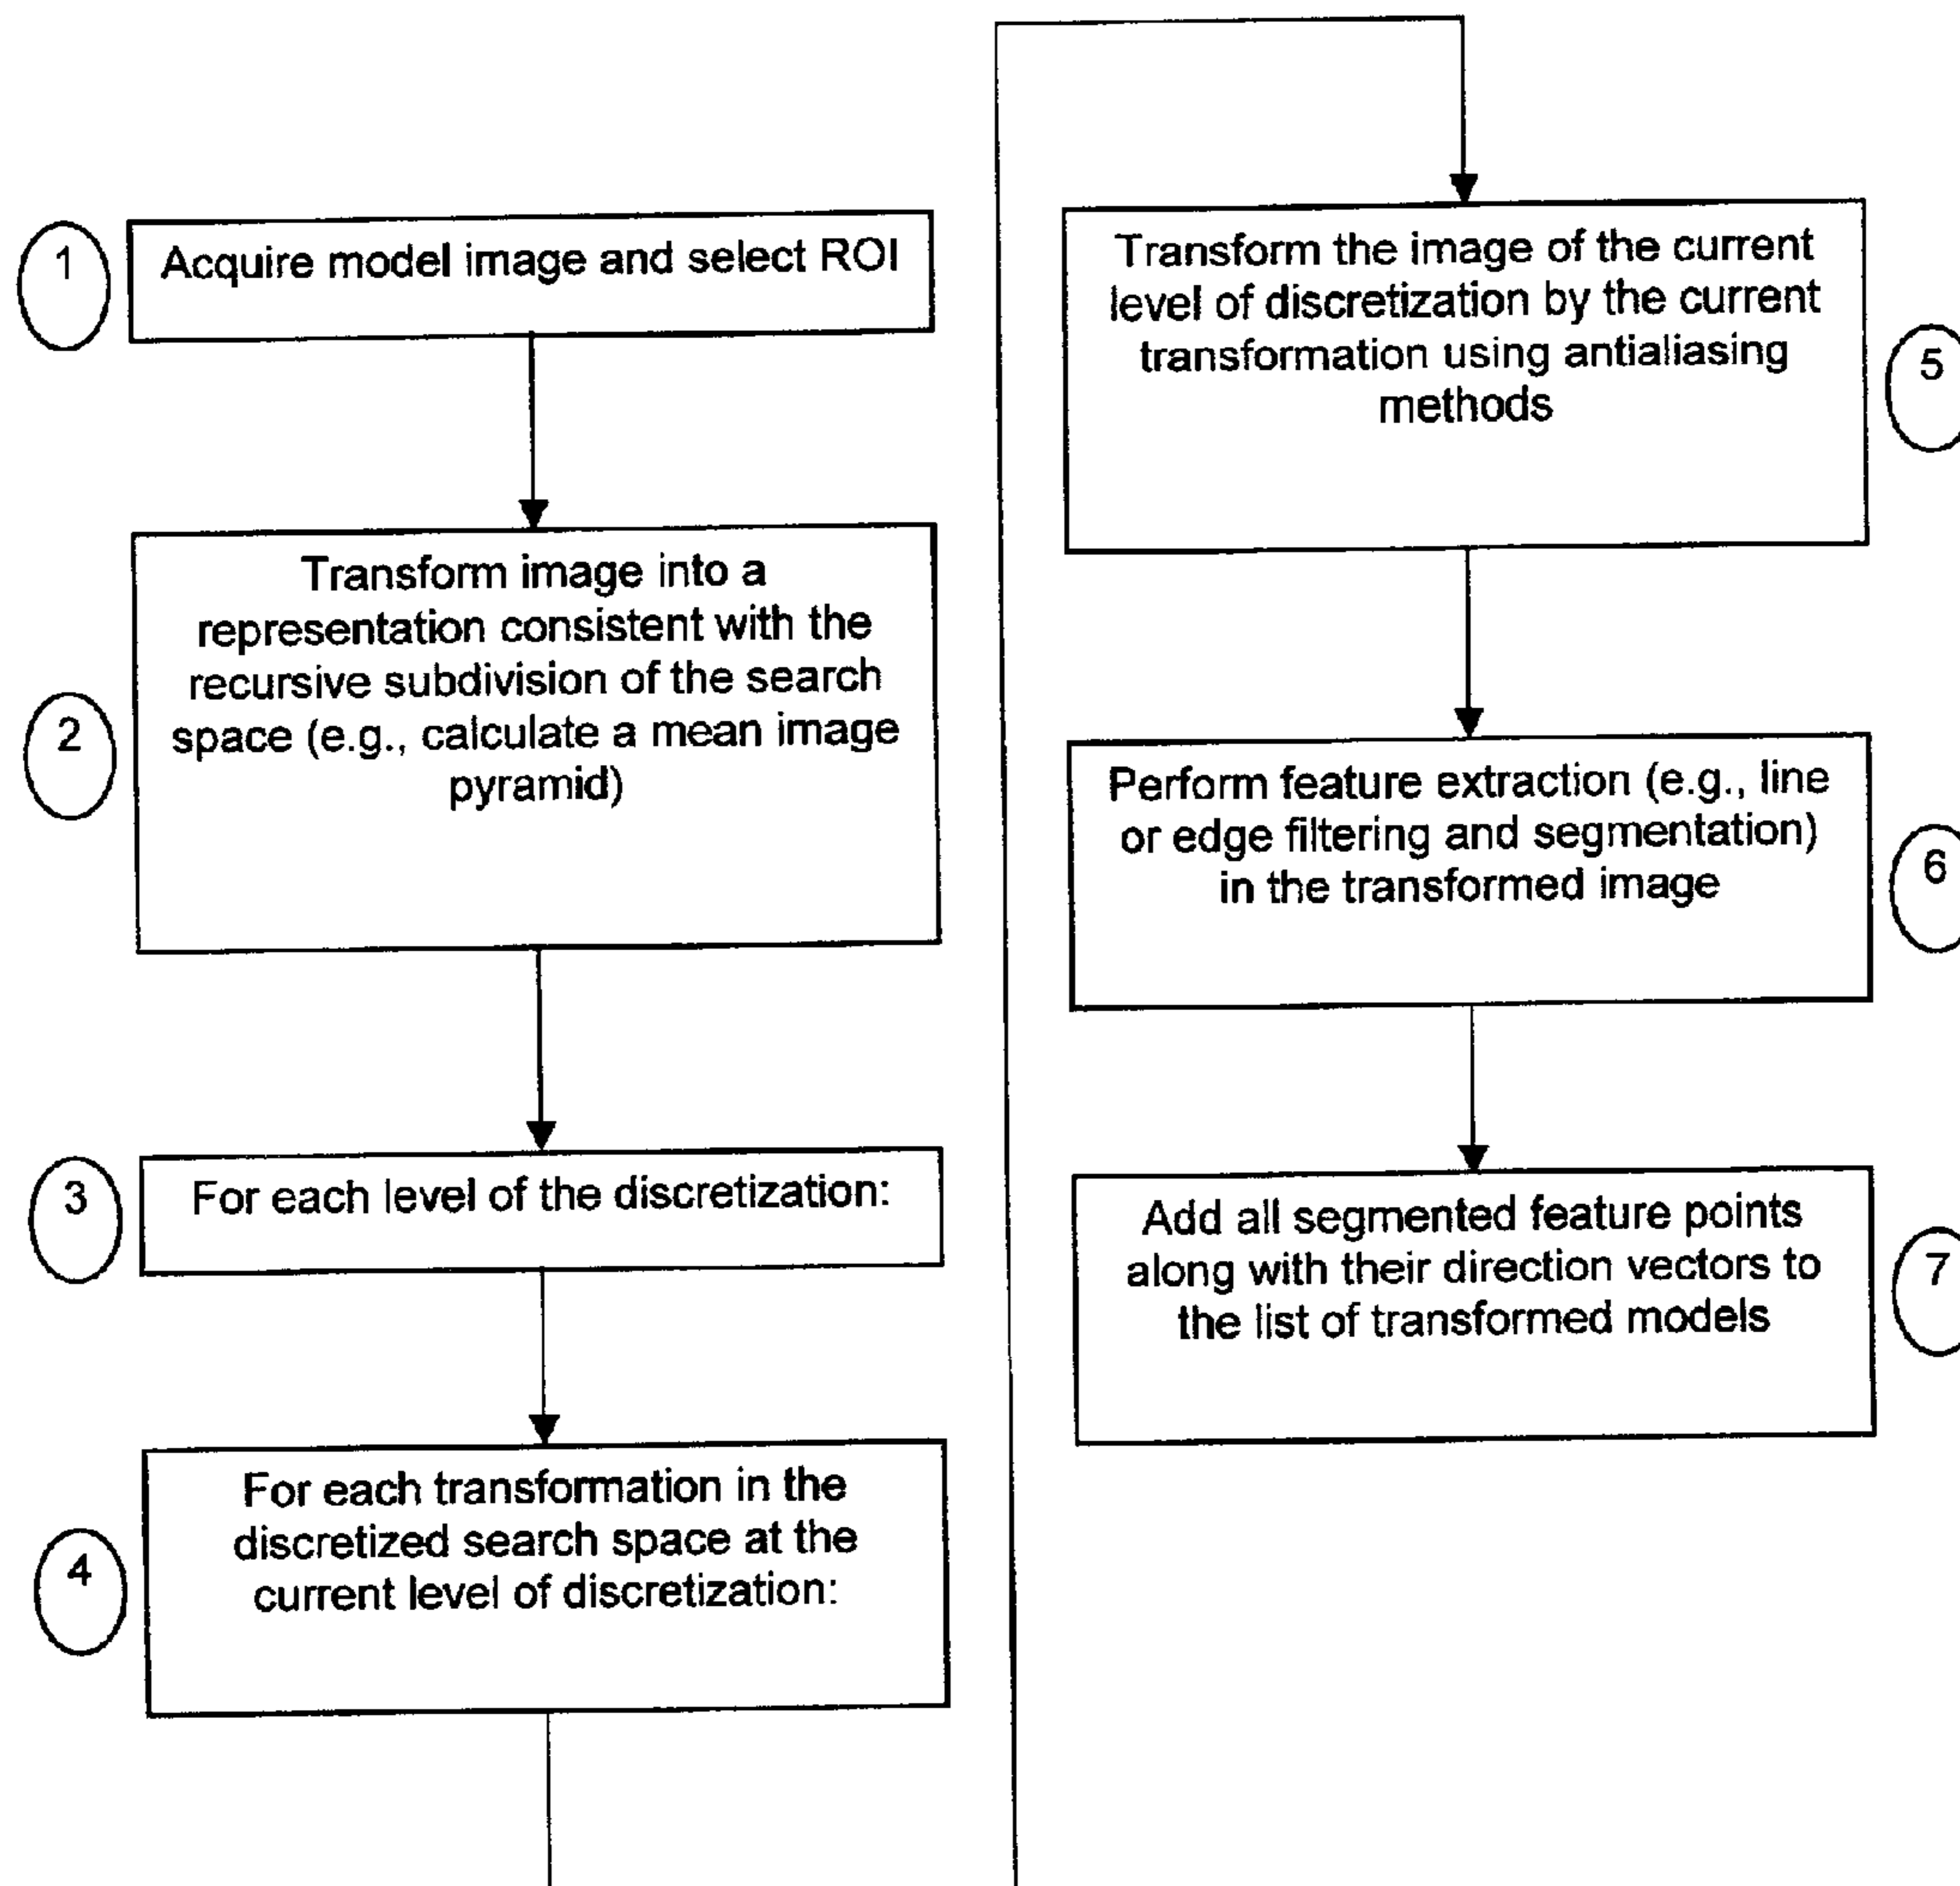 1
Acquire model image and select ROI
2
Transform image into a
representation consistent with the
recursive subdivision of the search
space (e.g., calculate a mean image
pyramid)
3
For each level of the discretization:
4
For each transformation in the
discretized search space at the
current level of discretization:
Transform the image of the current
level of discretization by the current
transformation using antialiasing
methods
5
Perform feature extraction (e.g., line
or edge filtering and segmentation)
in the transformed image
6
Add all segmented feature points
along with their direction vectors to
the list of transformed models
7